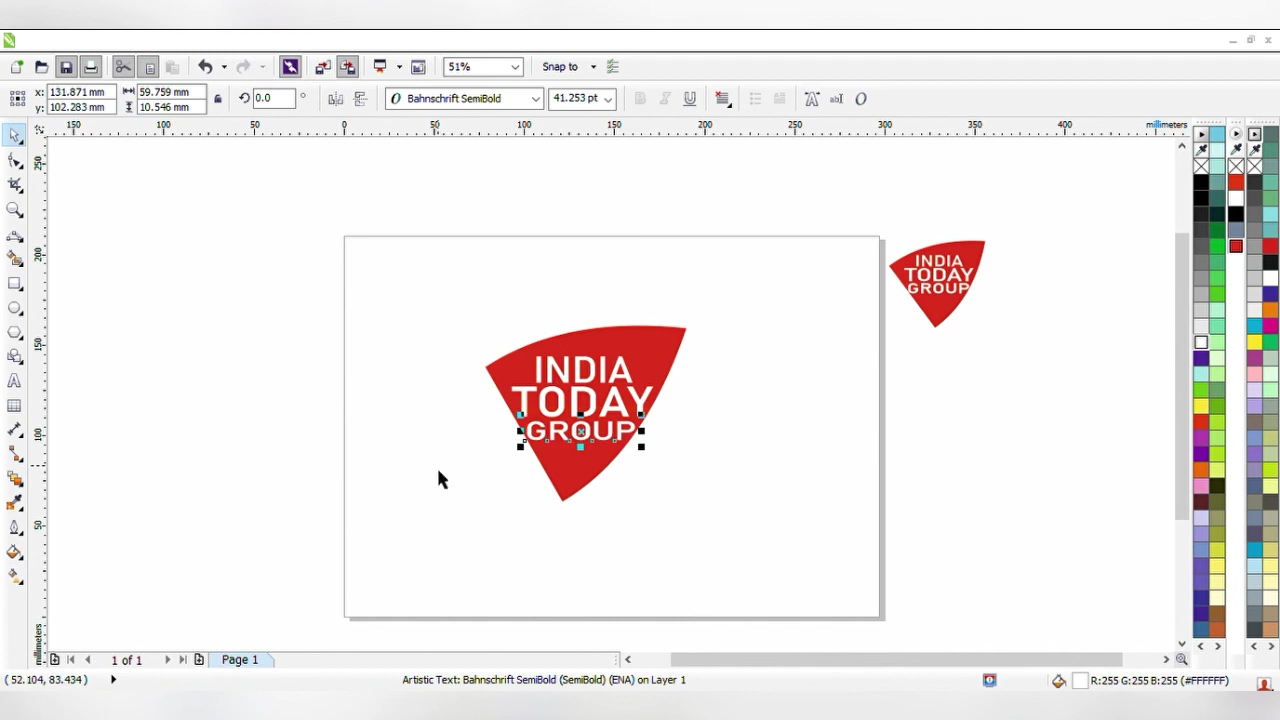 51%
Snap to
x: 131.871 mm
y: 102.283 mm
59.759 mm
10.546 mm
0.0
°
O Bahnschrift SemiBold
41.253 pt
B I U
abI O
150 100 50 0 50 100 150 200 250 300 350 400 millimeters
250
200
150
100
50
millimeters
INDIA
TODAY
GROUP
INDIA
TODAY
GROUP
1 of 1
Page 1
( 52.104, 83.434 )
Artistic Text: Bahnschrift SemiBold (SemiBold) (ENA) on Layer 1
R:255 G:255 B:255 (#FFFFFF)